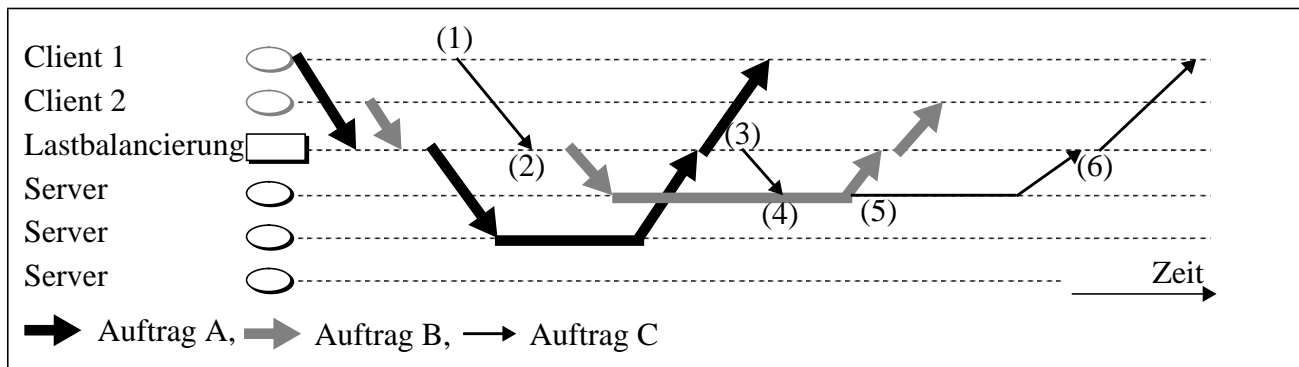 (1)
Client 1
Client 2
(3)
Lastbalancierung
(2)
(6)
Server
(4)
(5)
Server
Server
Zeit
Auftrag A,
Auftrag B,
Auftrag C